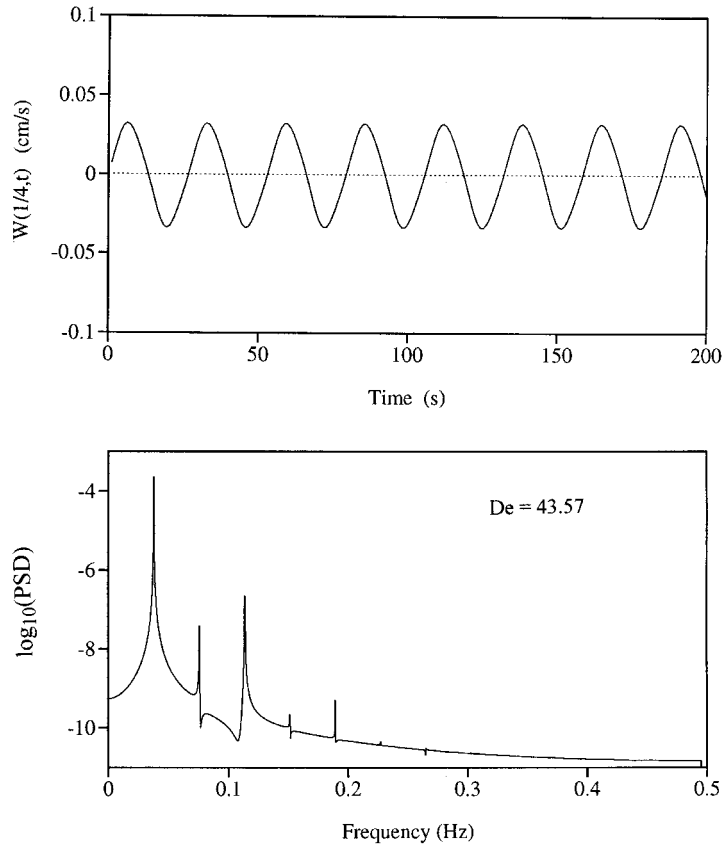 0.1
0.05
0
-0.05
-0.1
W(1/4,t) (cm/s)
0 50 100 150 200
Time (s)
De = 43.57
-4
-6
-8
-10
log10(PSD)
0 0.1 0.2 0.3 0.4 0.5
Frequency (Hz)